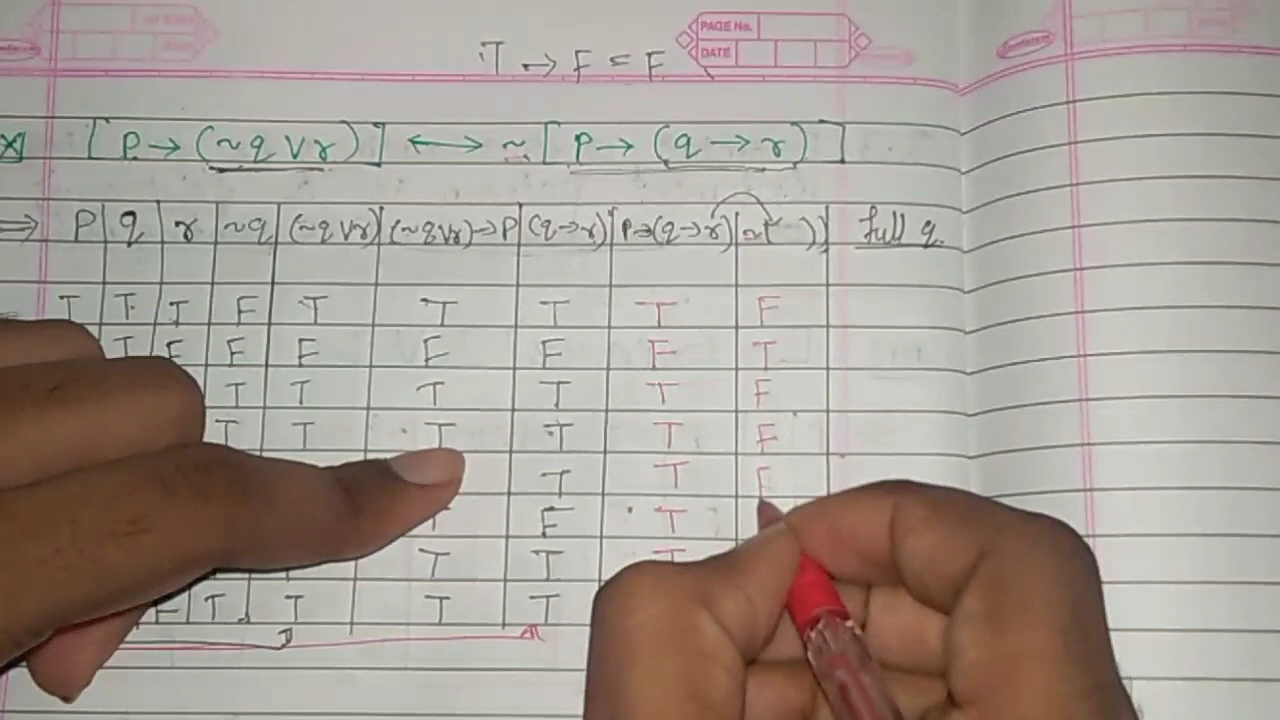 PAGE No.
DATE
T → F = F
[P → (~q ∨ r)] ↔ ~[P → (q → r)]
⇒ P q r ~q (~q ∨ r) (~q ∨ r) → P (q → r) P → (q → r) ~( )) full q.
T T T F T T T T F
T F F F F F F T
T T T T T F
T T T T T F
T T F
T F T
T T T
F T T T T